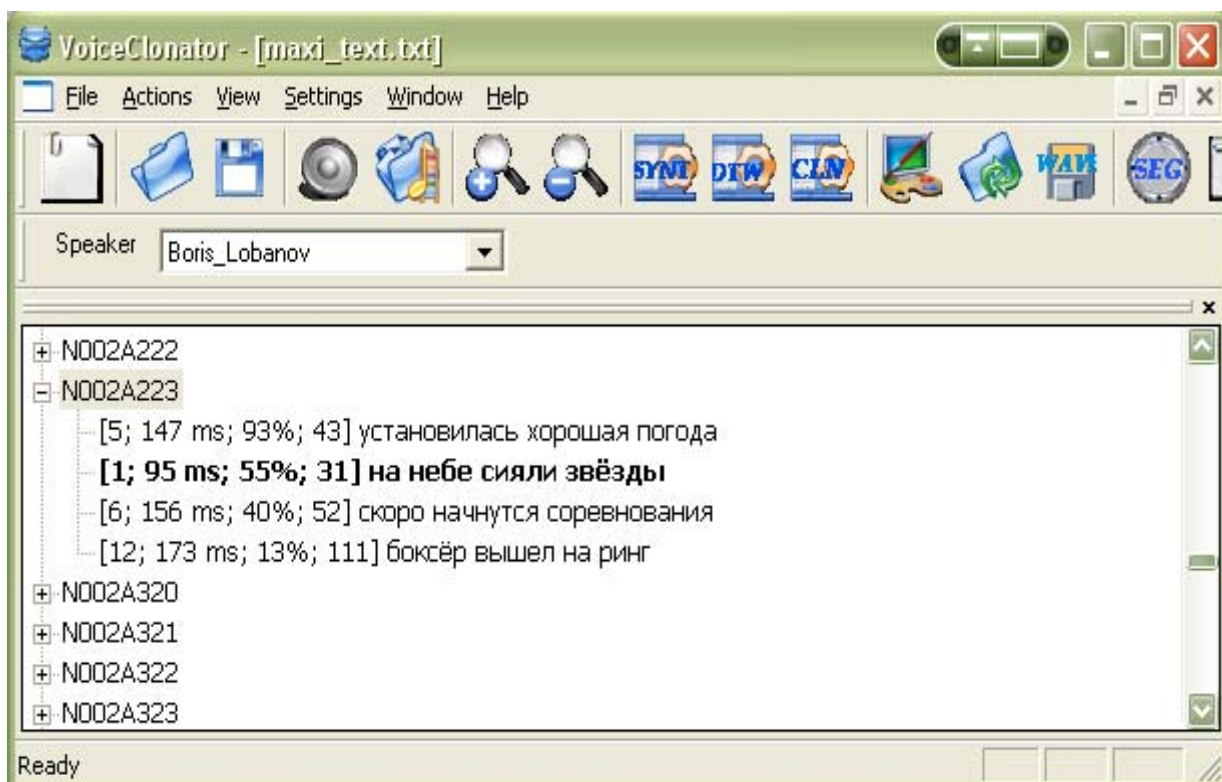 VoiceClonator - [maxi_text.txt]
File Actions View Settings Window Help
SYNT DTW CLN WAVE SEG
Speaker Boris_Lobanov
N002A222
N002A223
[5; 147 ms; 93%; 43] установилась хорошая погода
[1; 95 ms; 55%; 31] на небе сияли звёзды
[6; 156 ms; 40%; 52] скоро начнутся соревнования
[12; 173 ms; 13%; 111] боксёр вышел на ринг
N002A320
N002A321
N002A322
N002A323
Ready